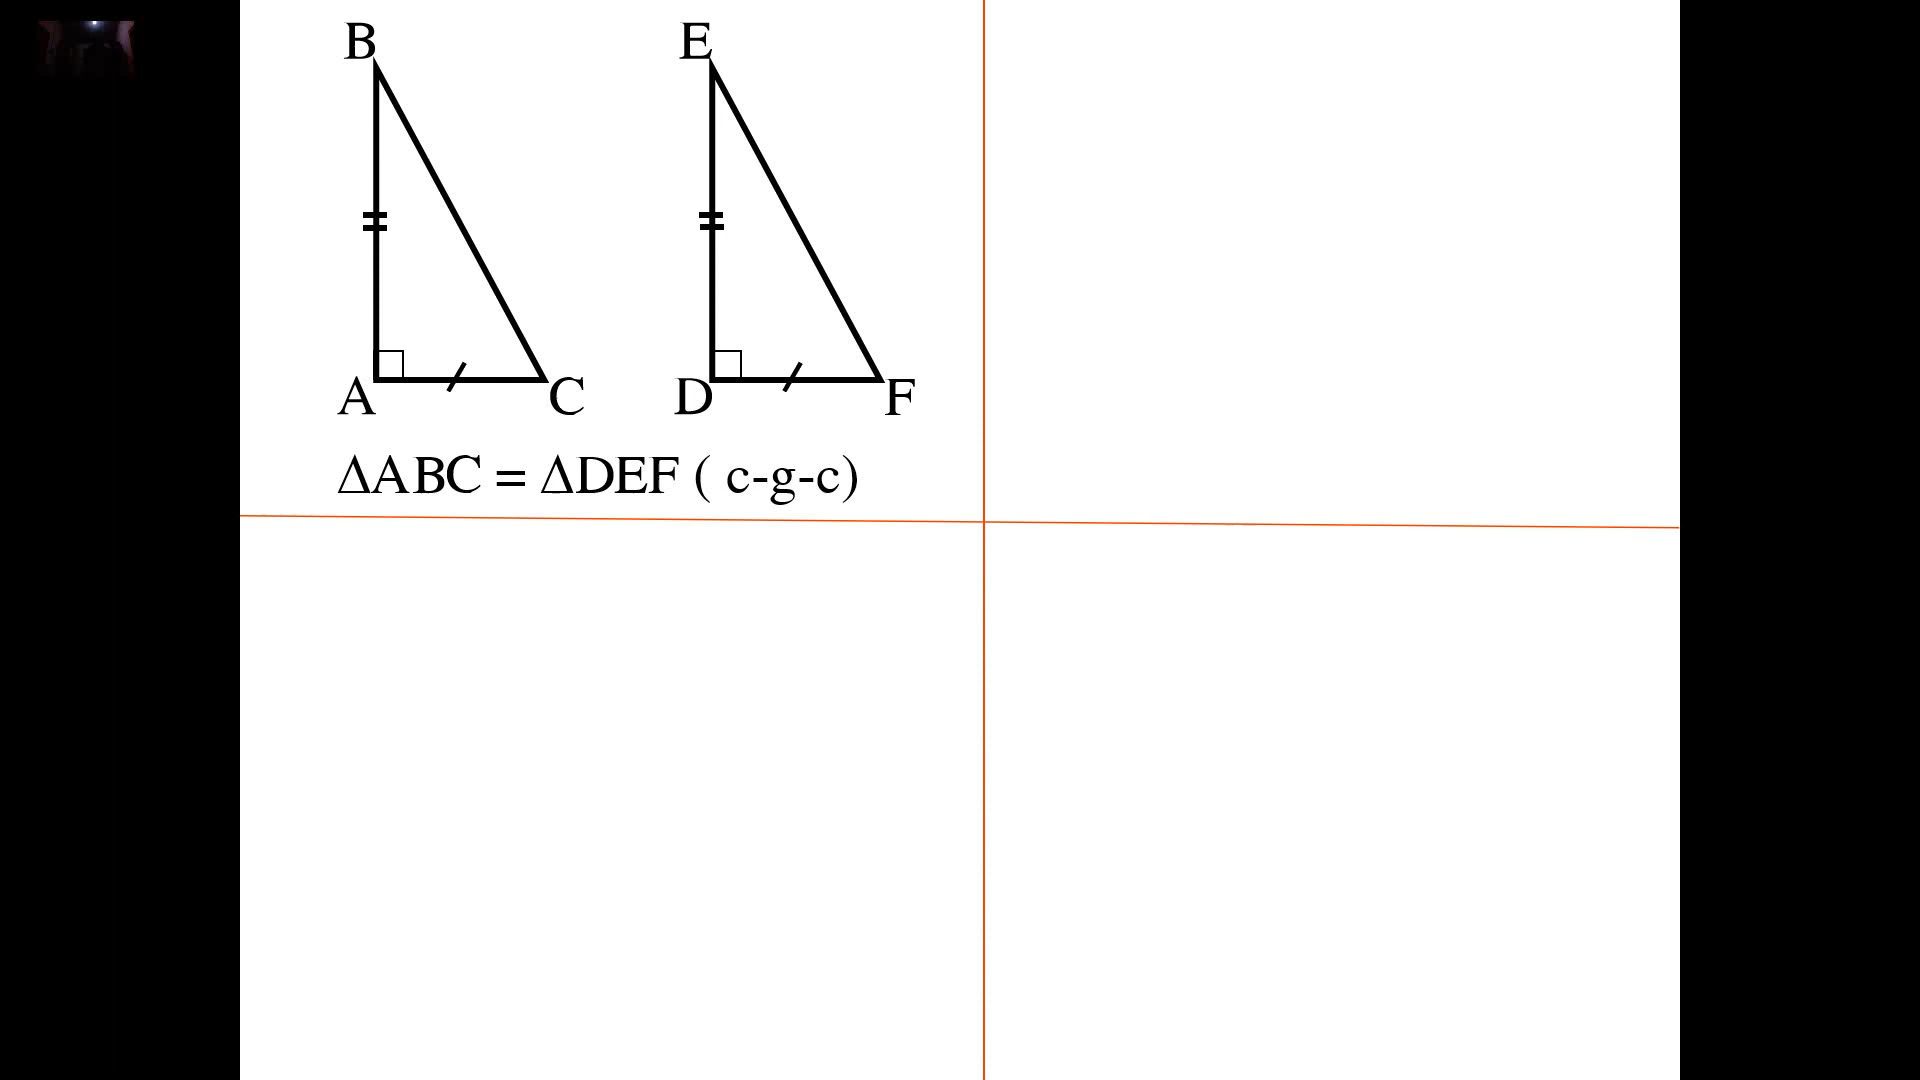 B E
A C D F
ΔABC = ΔDEF ( c-g-c)